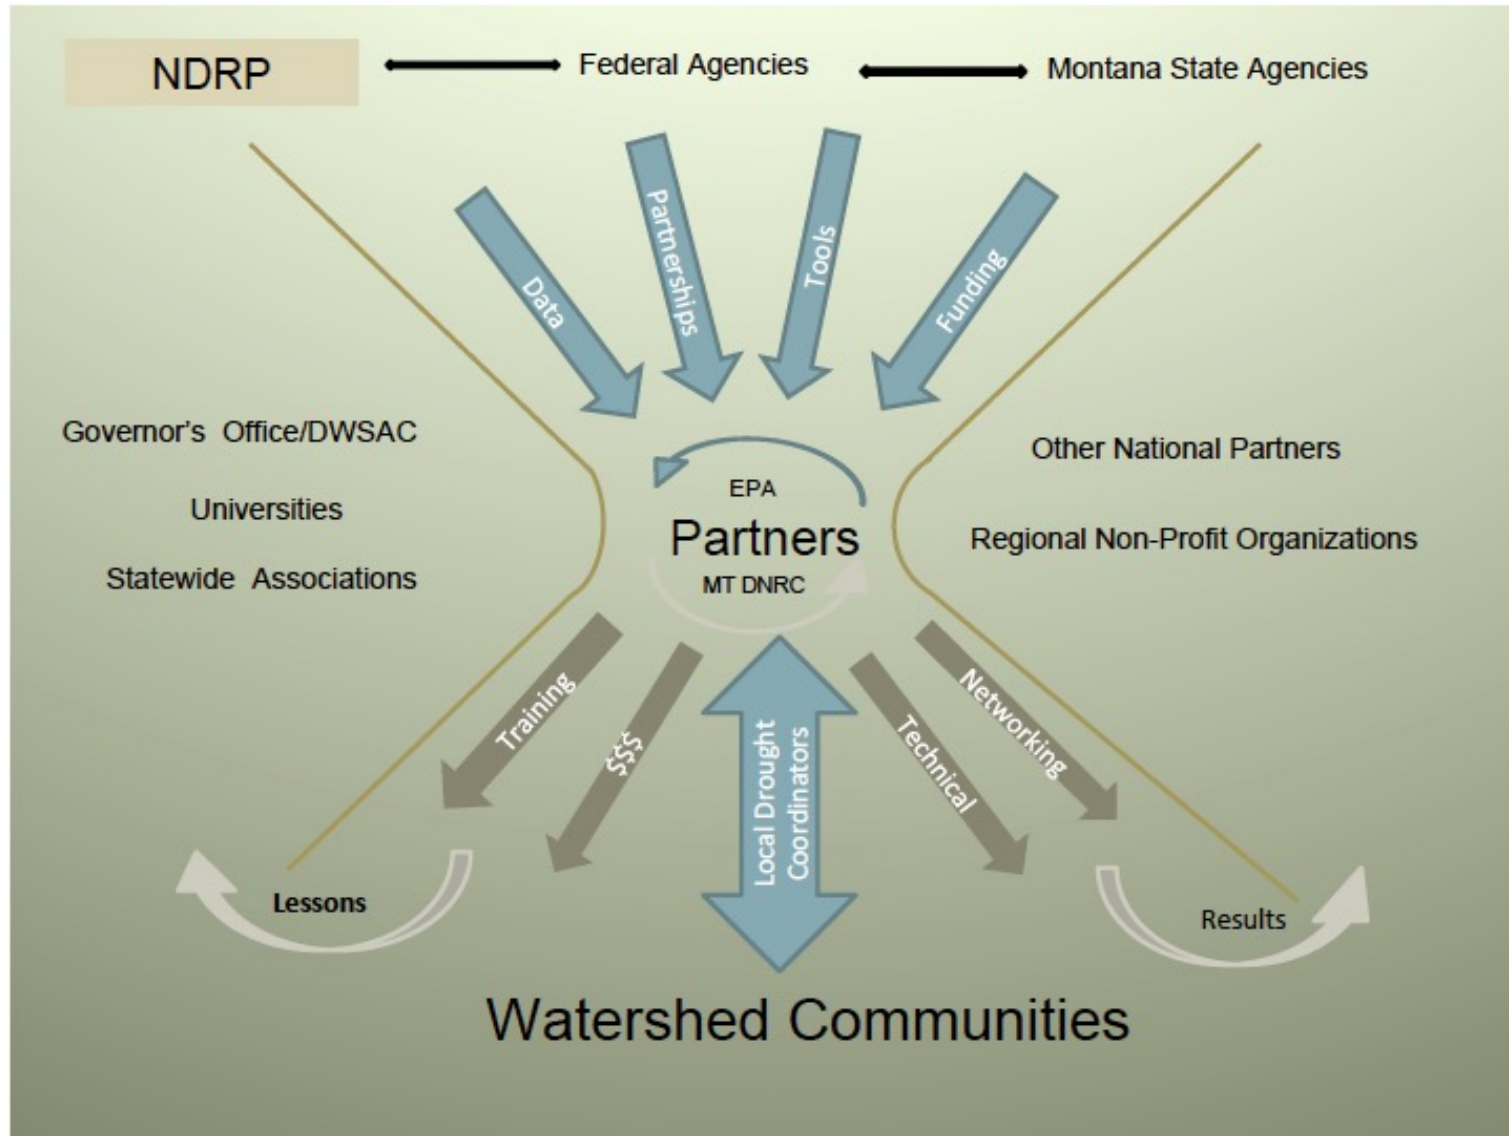 NDRP
Federal Agencies
Montana State Agencies
Data
Partnerships
Tools
Funding
Governor's Office/DWSAC
Universities
Statewide Associations
EPA
Partners
MT DNRC
Other National Partners
Regional Non-Profit Organizations
Training
$$$
Local Drought
Coordinators
Technical
Networking
Lessons
Results
Watershed Communities